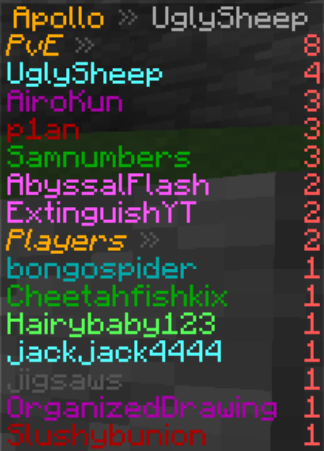 Apollo » UglySheep
PvE » 8
UglySheep 4
AiroKun 3
p1an 3
Samnumbers 3
AbyssalFlash 2
ExtinguishYT 2
Players » 2
bongospider 1
Cheetahfishkix 1
Hairybaby123 1
jackjack4444 1
jigsaws 1
OrganizedDrawing 1
Slushybunion 1